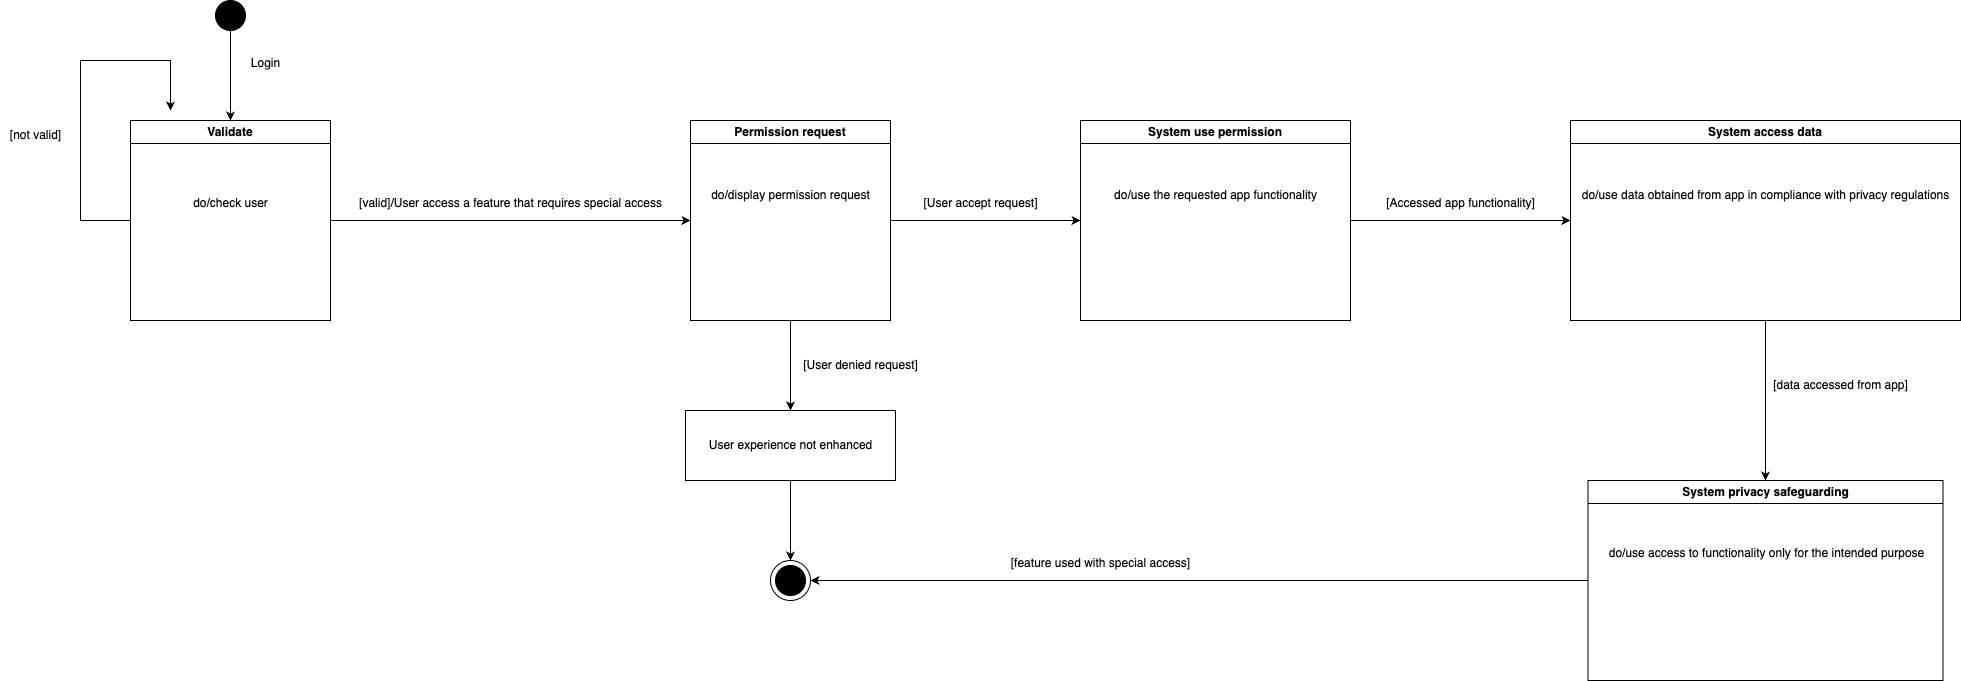 Login
[not valid]
Validate
do/check user
[valid]/User access a feature that requires special access
Permission request
do/display permission request
[User accept request]
System use permission
do/use the requested app functionality
[Accessed app functionality]
System access data
do/use data obtained from app in compliance with privacy regulations
[User denied request]
[data accessed from app]
User experience not enhanced
System privacy safeguarding
do/use access to functionality only for the intended purpose
[feature used with special access]